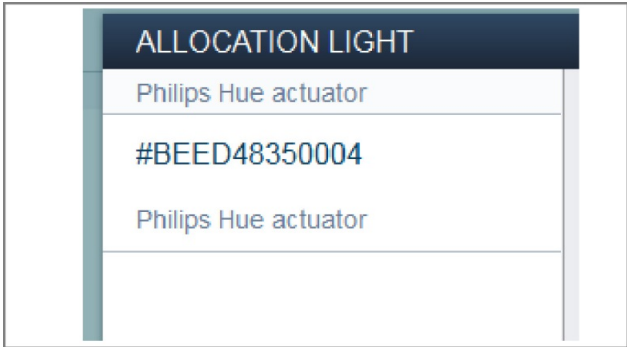 ALLOCATION LIGHT
Philips Hue actuator
#BEED48350004
Philips Hue actuator